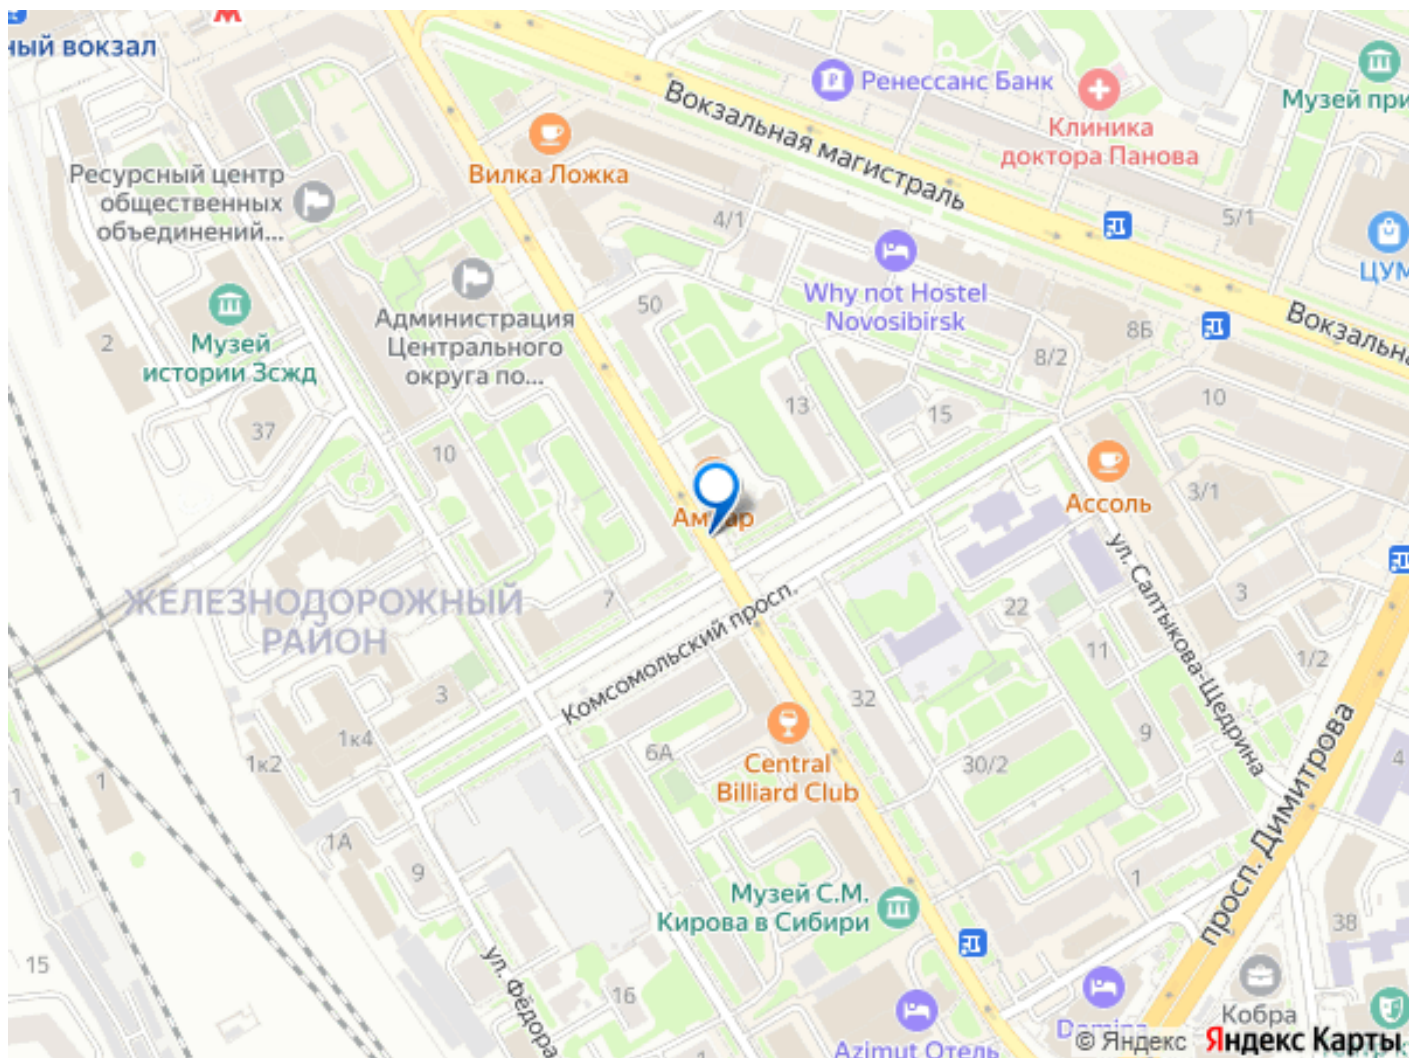 ный вокзал
Ренессанс Банк
Музей при
Вокзальная магистраль
Клиника
доктора Панова
Вилка Ложка
Ресурсный центр
общественных
объединений...
4/1
5/1
ЦУМ
Why not Hostel
Novosibirsk
Администрация
Центрального
округа по...
50
Музей
истории Зсжд
2
8Б
8/2
Вокзальна
13
15
10
37
10
Ассоль
3/1
ул. Салтыкова-Щедрина
ЖЕЛЕЗНОДОРОЖНЫЙ
РАЙОН
7
Комсомольский просп.
22
3
11
1/2
3
32
9
1к4
1к2
6А
Central
Billiard Club
30/2
просп. Димитрова
4
1
1
1А
9
1
Музей С.М.
Кирова в Сибири
38
15
ул. Фёдора
16
Кобра
Azimut Отель
© Яндекс
Яндекс Карты